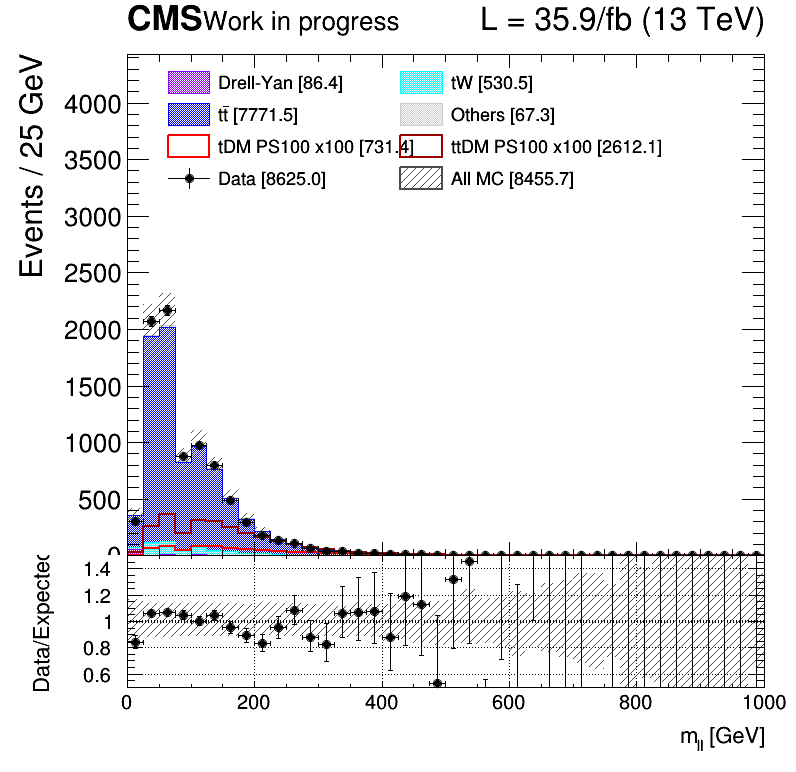 CMS Work in progress L = 35.9/fb (13 TeV)
Events / 25 GeV
4000
3500
3000
2500
2000
1500
1000
500
0
Drell-Yan [86.4] tW [530.5]
tt̄ [7771.5] Others [67.3]
tDM PS100 x100 [731.4] ttDM PS100 x100 [2612.1]
Data [8625.0] All MC [8455.7]
Data/Expected
1.4
1.2
1
0.8
0.6
0 200 400 600 800 1000
m_ll [GeV]